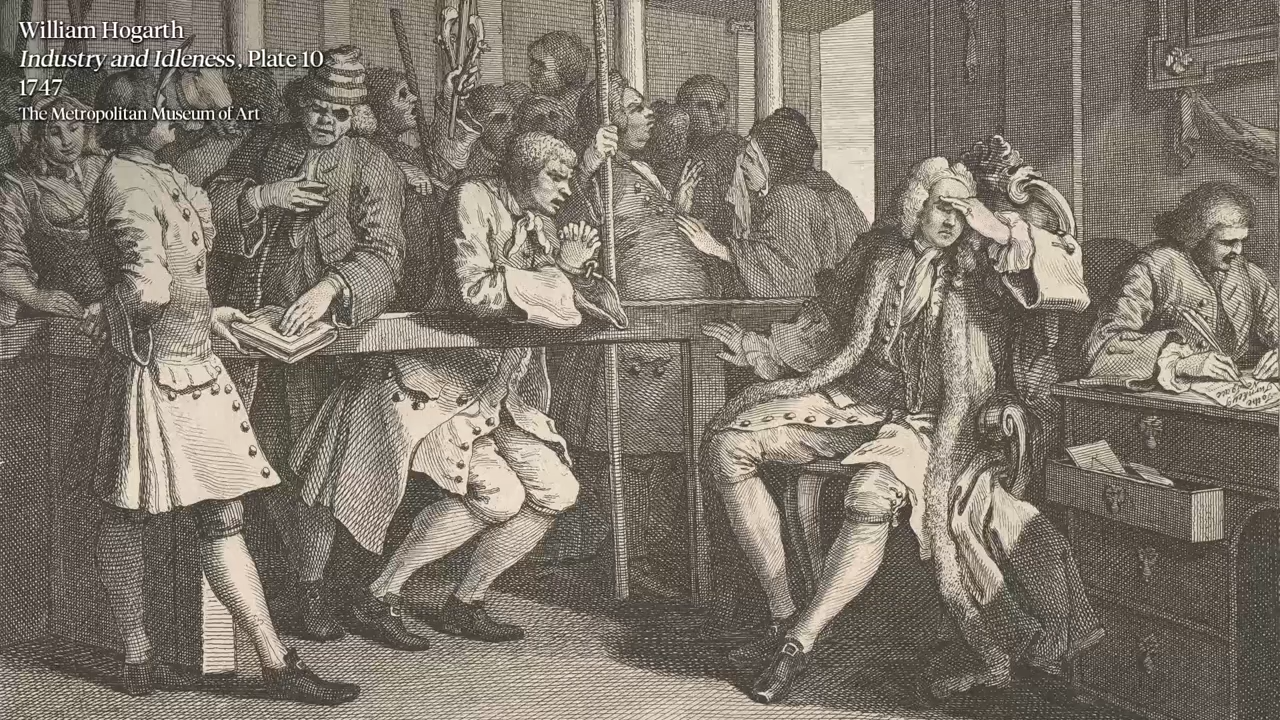 William Hogarth
Industry and Idleness, Plate 10
1747
The Metropolitan Museum of Art